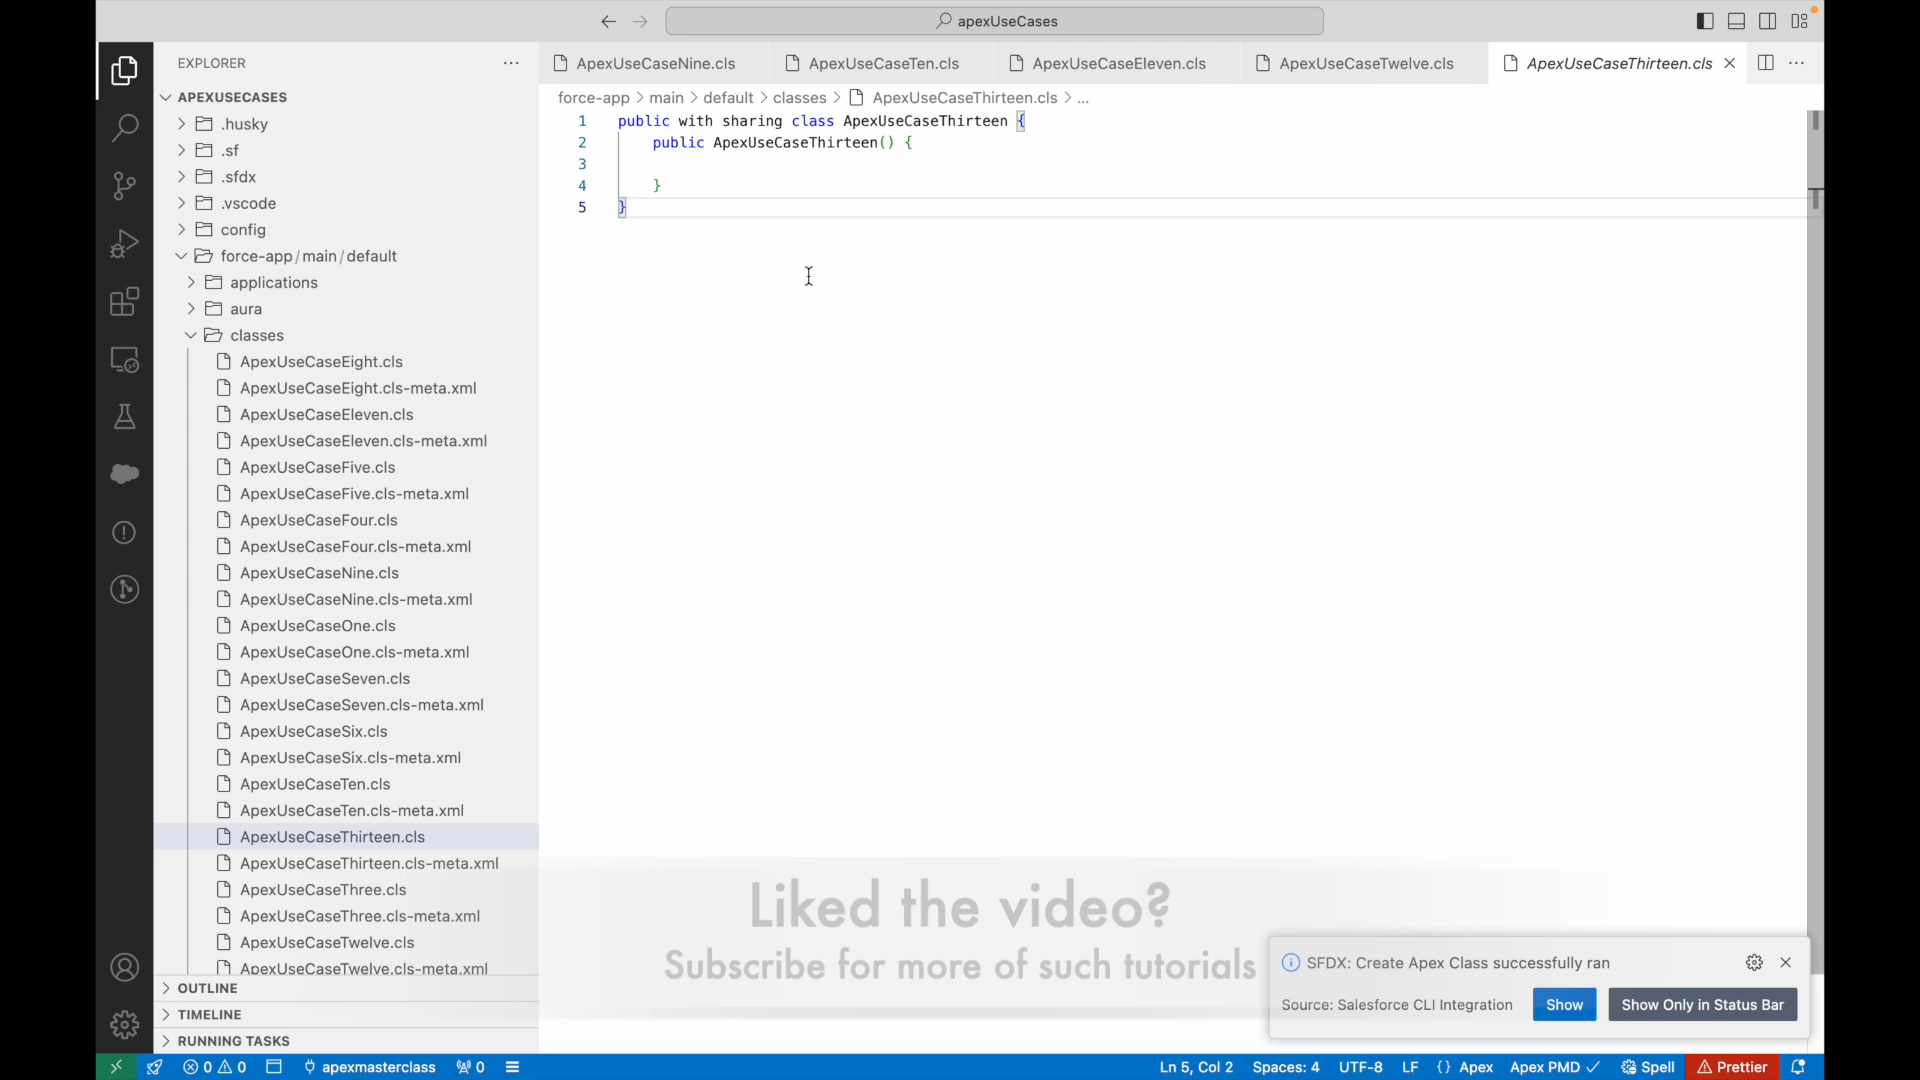 apexUseCases
EXPLORER
ApexUseCaseNine.cls
ApexUseCaseTen.cls
ApexUseCaseEleven.cls
ApexUseCaseTwelve.cls
ApexUseCaseThirteen.cls
APEXUSECASES
.husky
.sf
.sfdx
.vscode
config
force-app/main/default
applications
aura
classes
ApexUseCaseEight.cls
ApexUseCaseEight.cls-meta.xml
ApexUseCaseEleven.cls
ApexUseCaseEleven.cls-meta.xml
ApexUseCaseFive.cls
ApexUseCaseFive.cls-meta.xml
ApexUseCaseFour.cls
ApexUseCaseFour.cls-meta.xml
ApexUseCaseNine.cls
ApexUseCaseNine.cls-meta.xml
ApexUseCaseOne.cls
ApexUseCaseOne.cls-meta.xml
ApexUseCaseSeven.cls
ApexUseCaseSeven.cls-meta.xml
ApexUseCaseSix.cls
ApexUseCaseSix.cls-meta.xml
ApexUseCaseTen.cls
ApexUseCaseTen.cls-meta.xml
ApexUseCaseThirteen.cls
ApexUseCaseThirteen.cls-meta.xml
ApexUseCaseThree.cls
ApexUseCaseThree.cls-meta.xml
ApexUseCaseTwelve.cls
ApexUseCaseTwelve.cls-meta.xml
OUTLINE
TIMELINE
RUNNING TASKS
force-app > main > default > classes > ApexUseCaseThirteen.cls > ...
1 public with sharing class ApexUseCaseThirteen {
2 public ApexUseCaseThirteen() {
3
4 }
5 }
Liked the video?
Subscribe for more of such tutorials
SFDX: Create Apex Class successfully ran
Source: Salesforce CLI Integration
Show
Show Only in Status Bar
0 0 apexmasterclass 0
Ln 5, Col 2 Spaces: 4 UTF-8 LF {} Apex Apex PMD Spell Prettier